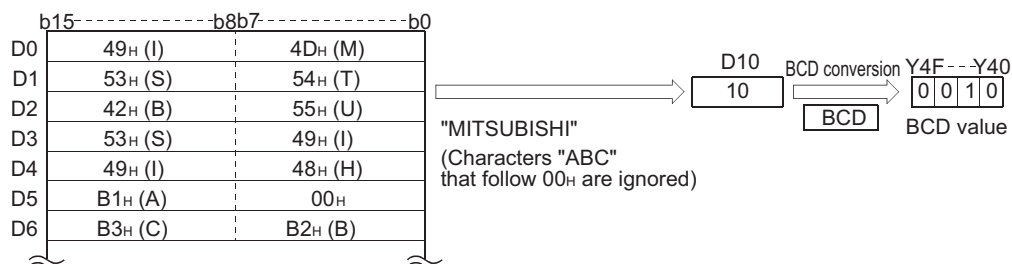 b15 b8b7 b0
D0 49H (I) 4DH (M)
D1 53H (S) 54H (T)
D2 42H (B) 55H (U)
D3 53H (S) 49H (I)
D4 49H (I) 48H (H)
D5 B1H (A) 00H
D6 B3H (C) B2H (B)
"MITSUBISHI"
(Characters "ABC"
that follow 00H are ignored)
D10
10
BCD conversion
BCD
Y4F Y40
0 0 1 0
BCD value